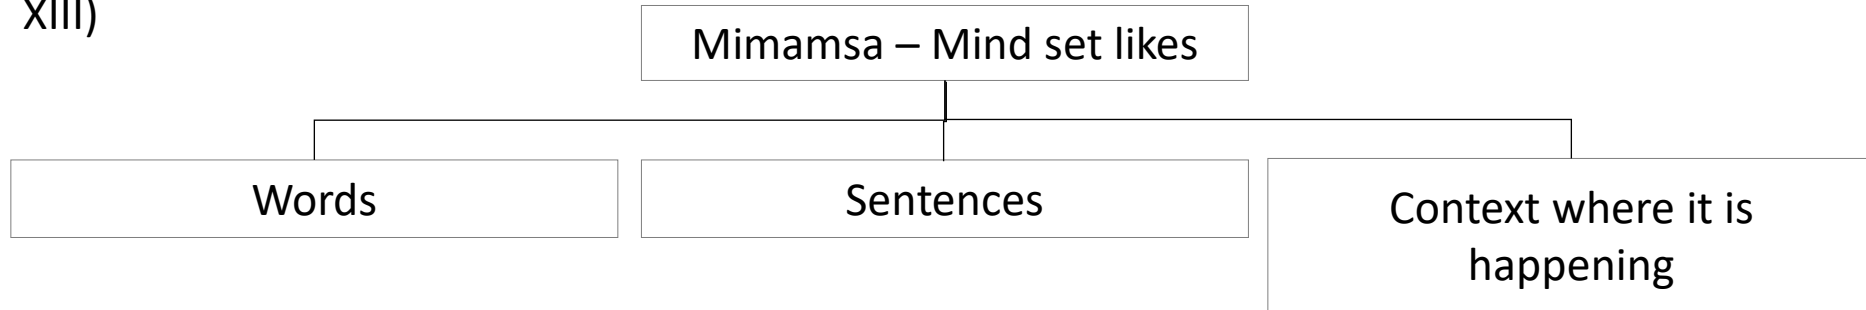 XIII)
Mimamsa – Mind set likes
Words
Sentences
Context where it is
happening